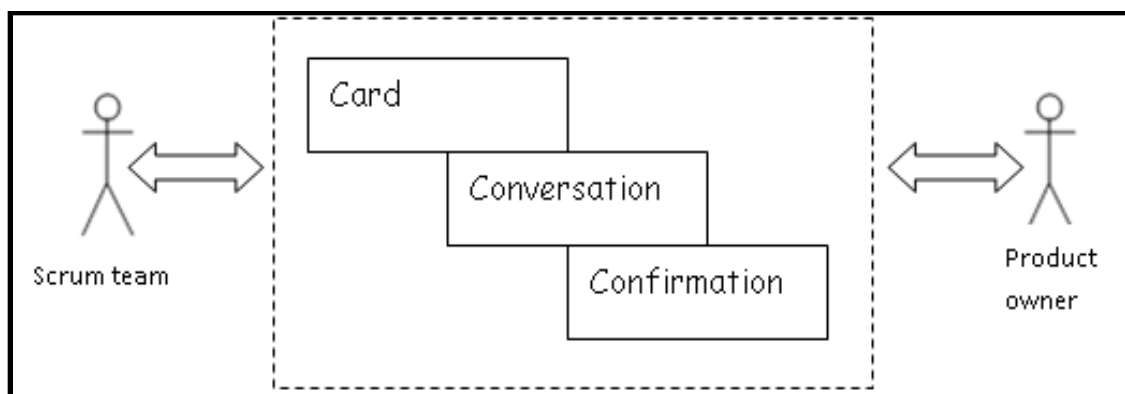 Card
Conversation
Confirmation
Scrum team
Product
owner